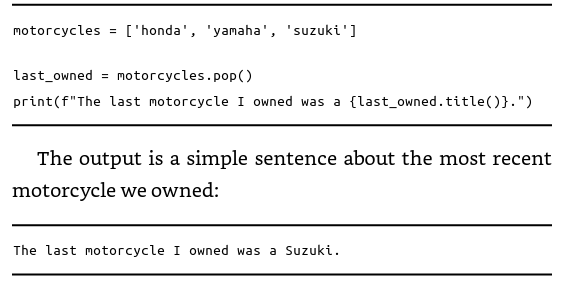 motorcycles = ['honda', 'yamaha', 'suzuki']
last_owned = motorcycles.pop()
print(f"The last motorcycle I owned was a {last_owned.title()}.")
The output is a simple sentence about the most recent
motorcycle we owned:
The last motorcycle I owned was a Suzuki.